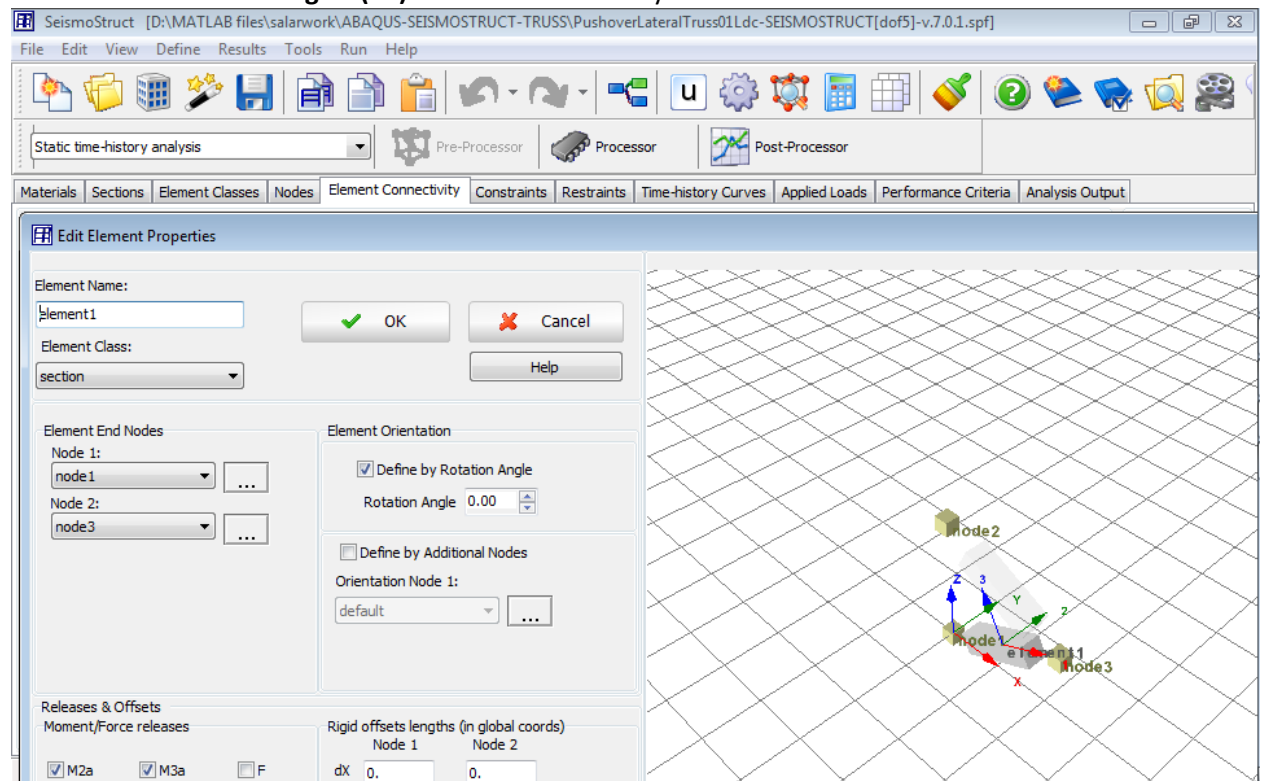 SeismoStruct [D:\MATLAB files\salarwork\ABAQUS-SEISMOSTRUCT-TRUSS\PushoverLateralTruss01Ldc-SEISMOSTRUCT[dof5]-v.7.0.1.spf]
File Edit View Define Results Tools Run Help
u
Static time-history analysis Pre-Processor Processor Post-Processor
Materials Sections Element Classes Nodes Element Connectivity Constraints Restraints Time-history Curves Applied Loads Performance Criteria Analysis Output
Edit Element Properties
Element Name:
element1
OK Cancel
Element Class:
section
Help
Element End Nodes
Node 1:
node1 ...
Node 2:
node3 ...
Element Orientation
Define by Rotation Angle
Rotation Angle 0.00
Define by Additional Nodes
Orientation Node 1:
default ...
node2
Z 3
Y 2
node1
element1
node3
X
Releases & Offsets
Moment/Force releases
M2a M3a F
Rigid offsets lengths (in global coords)
Node 1 Node 2
dX 0. 0.